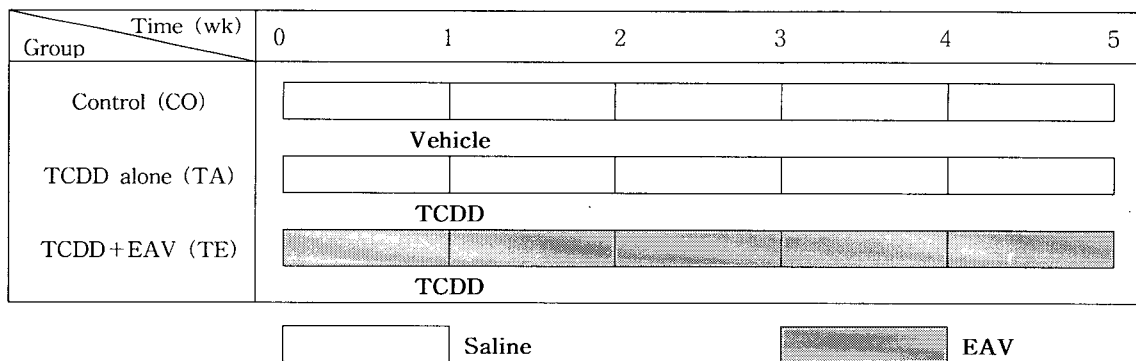 Time (wk)
Group
0 1 2 3 4 5
Control (CO)
Vehicle
TCDD alone (TA)
TCDD
TCDD+EAV (TE)
TCDD
Saline EAV